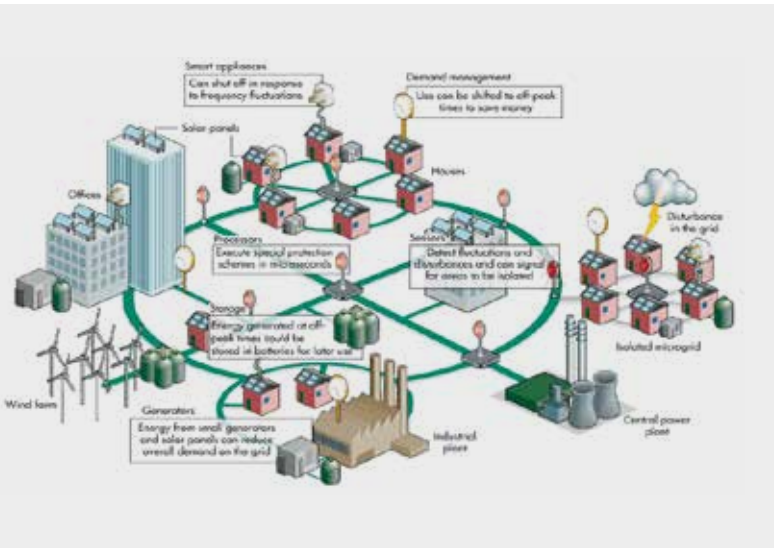 Smart appliances
Can shut off in response
to frequency fluctuations
Demand management
Use can be shifted to off-peak
times to save money
Solar panels
Houses
Offices
Disturbance
in the grid
Processors
Execute special protection
schemes in microseconds
Sensors
Detect fluctuations and
disturbances and can signal
for areas to be isolated
Storage
Energy generated at off-
peak times could be
stored in batteries for later use
Isolated microgrid
Wind farm
Generators
Energy from small generators
and solar panels can reduce
overall demand on the grid
Industrial
plant
Central power
plant